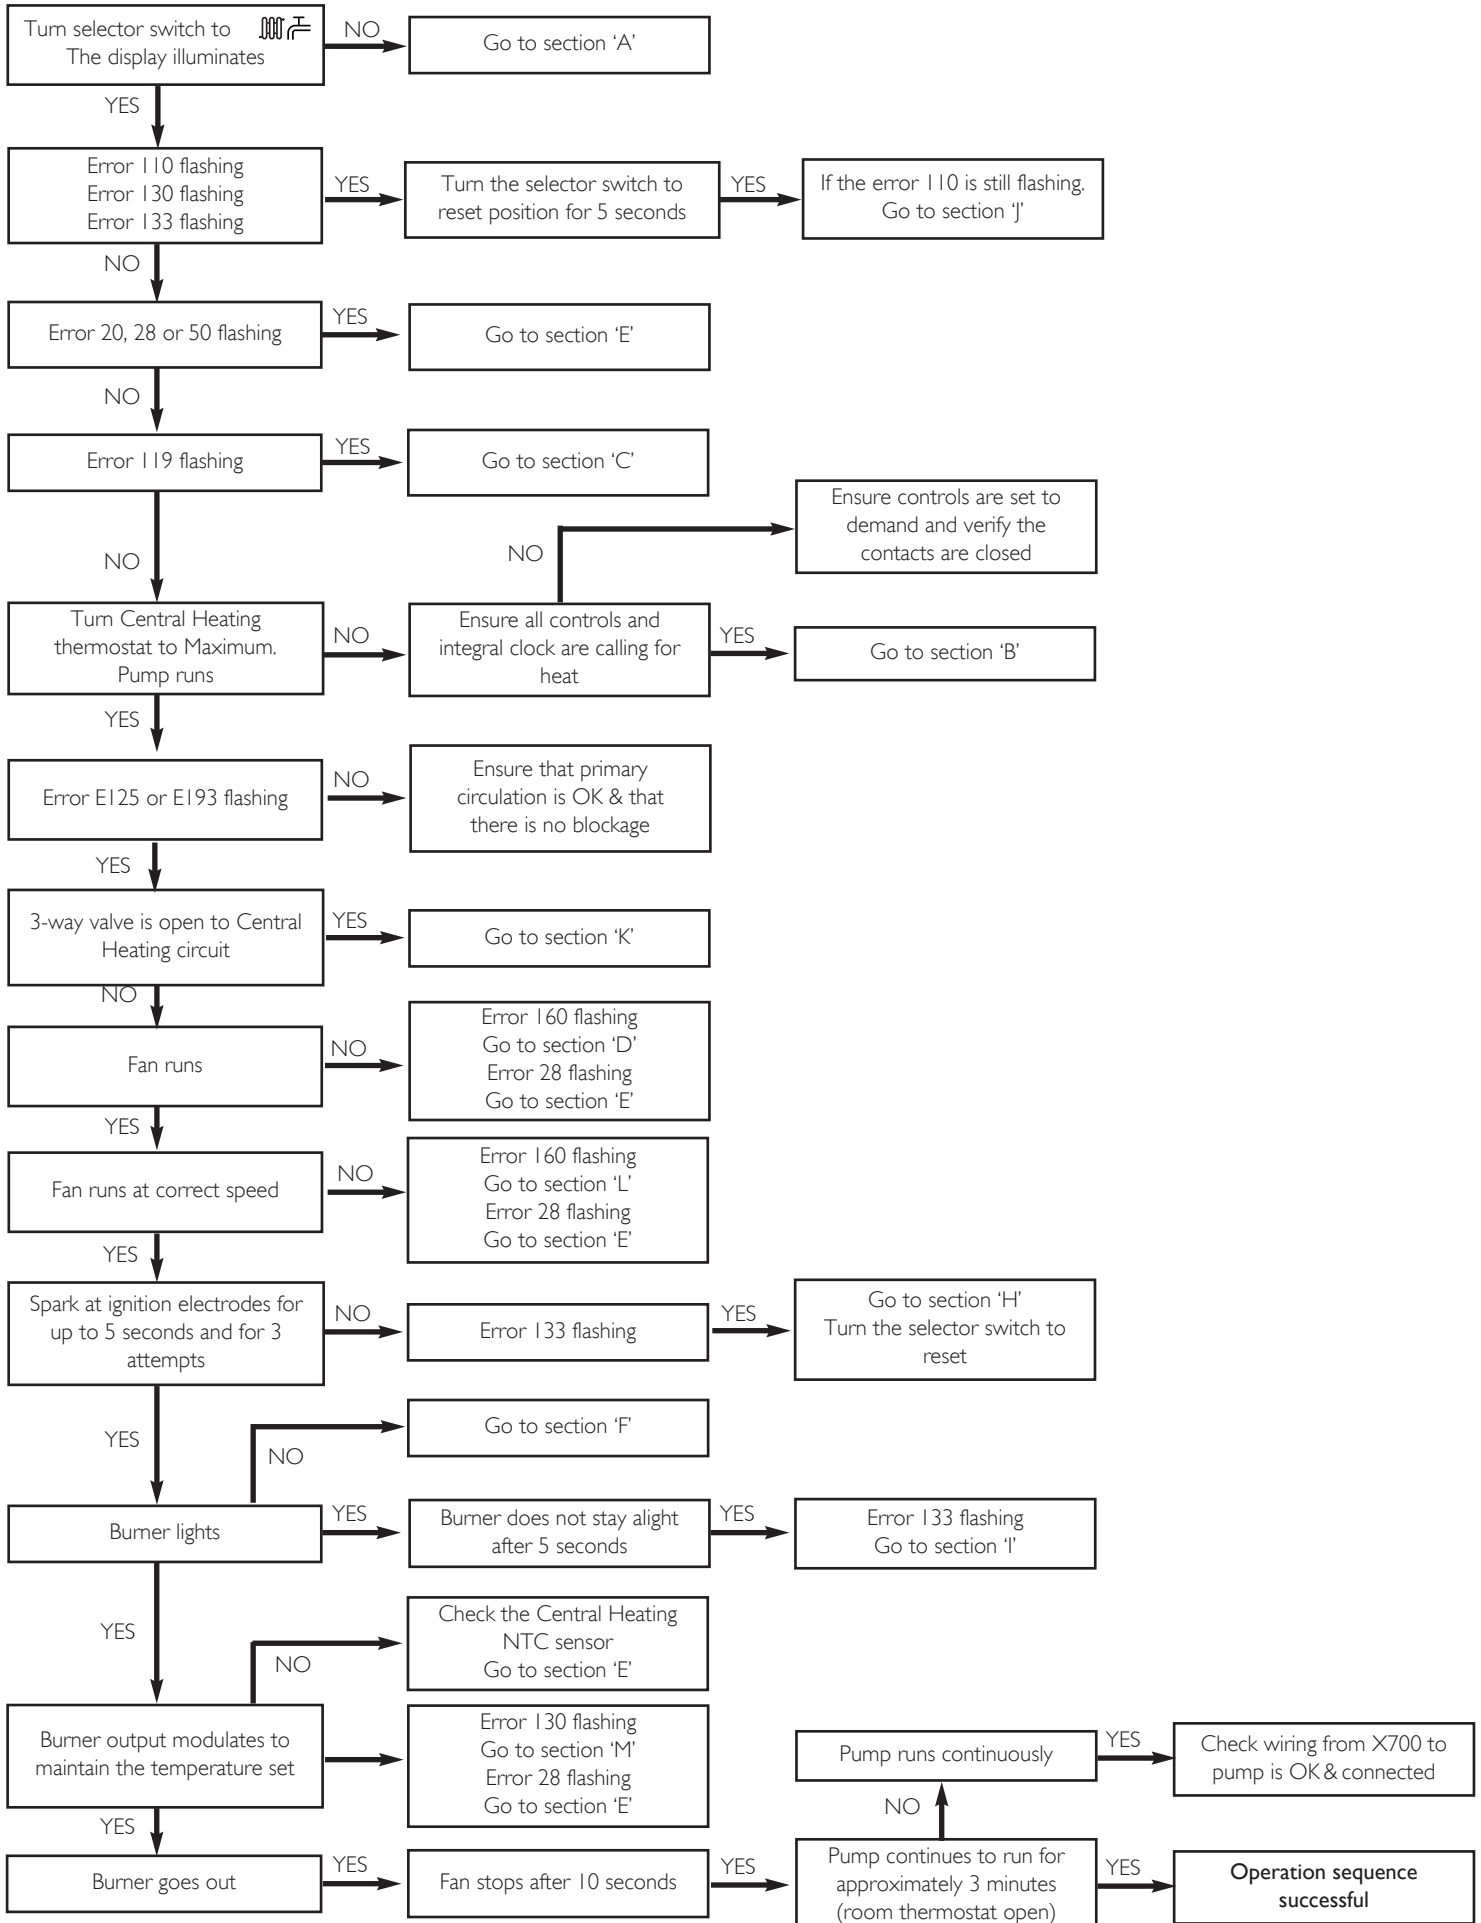 Turn selector switch to
The display illuminates
NO
Go to section ‘A’
YES
Error 110 flashing
Error 130 flashing
Error 133 flashing
YES
Turn the selector switch to
reset position for 5 seconds
YES
If the error 110 is still flashing.
Go to section ‘J’
NO
Error 20, 28 or 50 flashing
YES
Go to section ‘E’
NO
Error 119 flashing
YES
Go to section ‘C’
NO
Turn Central Heating
thermostat to Maximum.
Pump runs
NO
Ensure all controls and
integral clock are calling for
heat
NO
Ensure controls are set to
demand and verify the
contacts are closed
YES
Go to section ‘B’
YES
Error E125 or E193 flashing
NO
Ensure that primary
circulation is OK & that
there is no blockage
YES
3-way valve is open to Central
Heating circuit
YES
Go to section ‘K’
NO
Fan runs
NO
Error 160 flashing
Go to section ‘D’
Error 28 flashing
Go to section ‘E’
YES
Fan runs at correct speed
NO
Error 160 flashing
Go to section ‘L’
Error 28 flashing
Go to section ‘E’
YES
Spark at ignition electrodes for
up to 5 seconds and for 3
attempts
NO
Error 133 flashing
YES
Go to section ‘H’
Turn the selector switch to
reset
YES
NO
Go to section ‘F’
Burner lights
YES
Burner does not stay alight
after 5 seconds
YES
Error 133 flashing
Go to section ‘I’
YES
NO
Check the Central Heating
NTC sensor
Go to section ‘E’
Burner output modulates to
maintain the temperature set
Error 130 flashing
Go to section ‘M’
Error 28 flashing
Go to section ‘E’
Pump runs continuously
YES
Check wiring from X700 to
pump is OK & connected
YES
NO
Burner goes out
YES
Fan stops after 10 seconds
YES
Pump continues to run for
approximately 3 minutes
(room thermostat open)
YES
Operation sequence
successful